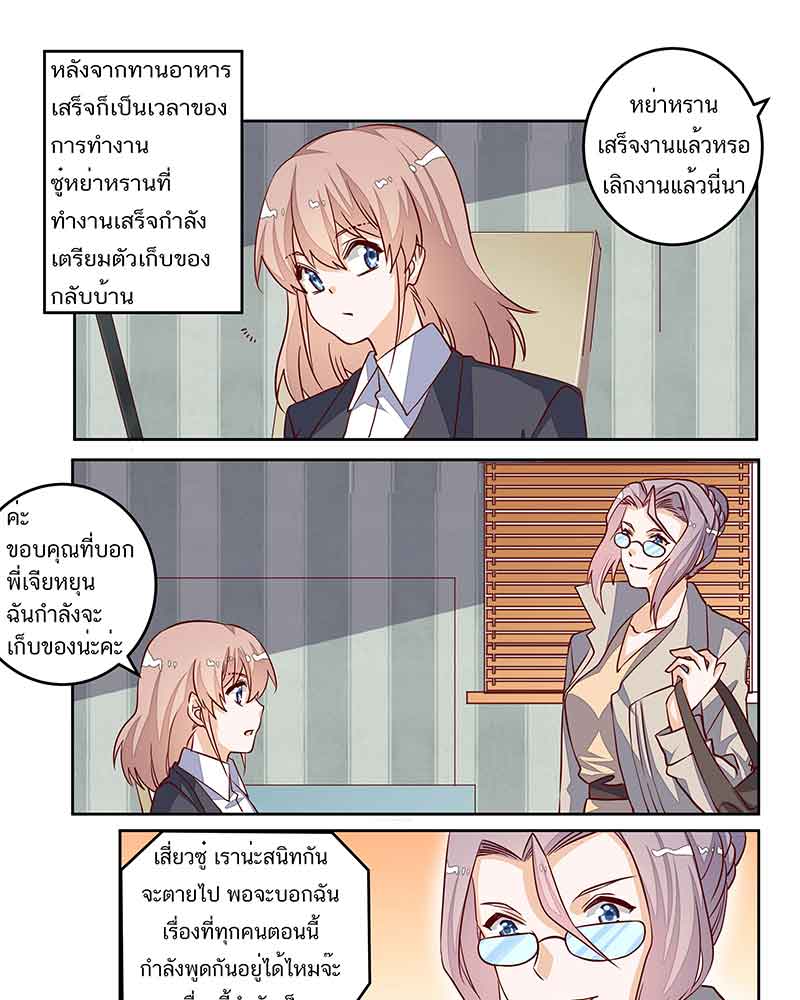 หลังจากทานอาหาร
เสร็จก็เป็นเวลาของ
การทำงาน
ซู๋หย่าหรานที่
ทำงานเสร็จกำลัง
เตรียมตัวเก็บของ
กลับบ้าน
หย่าหราน
เสร็จงานแล้วหรอ
เลิกงานแล้วนี่นา
ค่ะ
ขอบคุณที่บอก
พี่เจียหยุน
ฉันกำลังจะ
เก็บของน่ะค่ะ
เสี่ยวซู๋ เราน่ะสนิทกัน
จะตายไป พอจะบอกฉัน
เรื่องที่ทุกคนตอนนี้
กำลังพูดกันอยู่ได้ไหมจ๊ะ